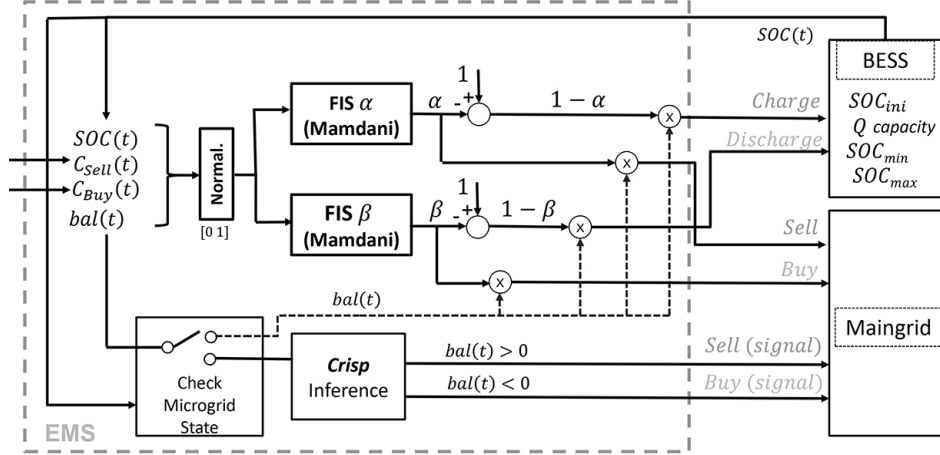 SOC(t)
BESS
SOC_ini
Q capacity
SOC_min
SOC_max
1
FIS α
(Mamdani)
α
-
+
1 − α
x
Charge
Discharge
x
SOC(t)
C_Sell(t)
C_Buy(t)
bal(t)
Normal.
[0 1]
1
FIS β
(Mamdani)
β
-
+
1 − β
x
Sell
x
Buy
bal(t)
Maingrid
Check
Microgrid
State
Crisp
Inference
bal(t) > 0
Sell (signal)
bal(t) < 0
Buy (signal)
EMS